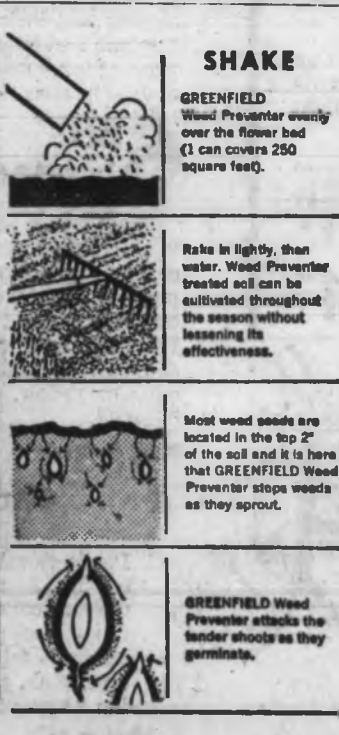 SHAKE
GREENFIELD
Weed Preventer evenly
over the flower bed
(1 can covers 250
square feet).
Rake in lightly, then
water. Weed Preventer
treated soil can be
cultivated throughout
the season without
lessening its
effectiveness.
Most weed seeds are
located in the top 2"
of the soil and it is here
that GREENFIELD Weed
Preventer stops weeds
as they sprout.
GREENFIELD Weed
Preventer attacks the
tender shoots as they
germinate.